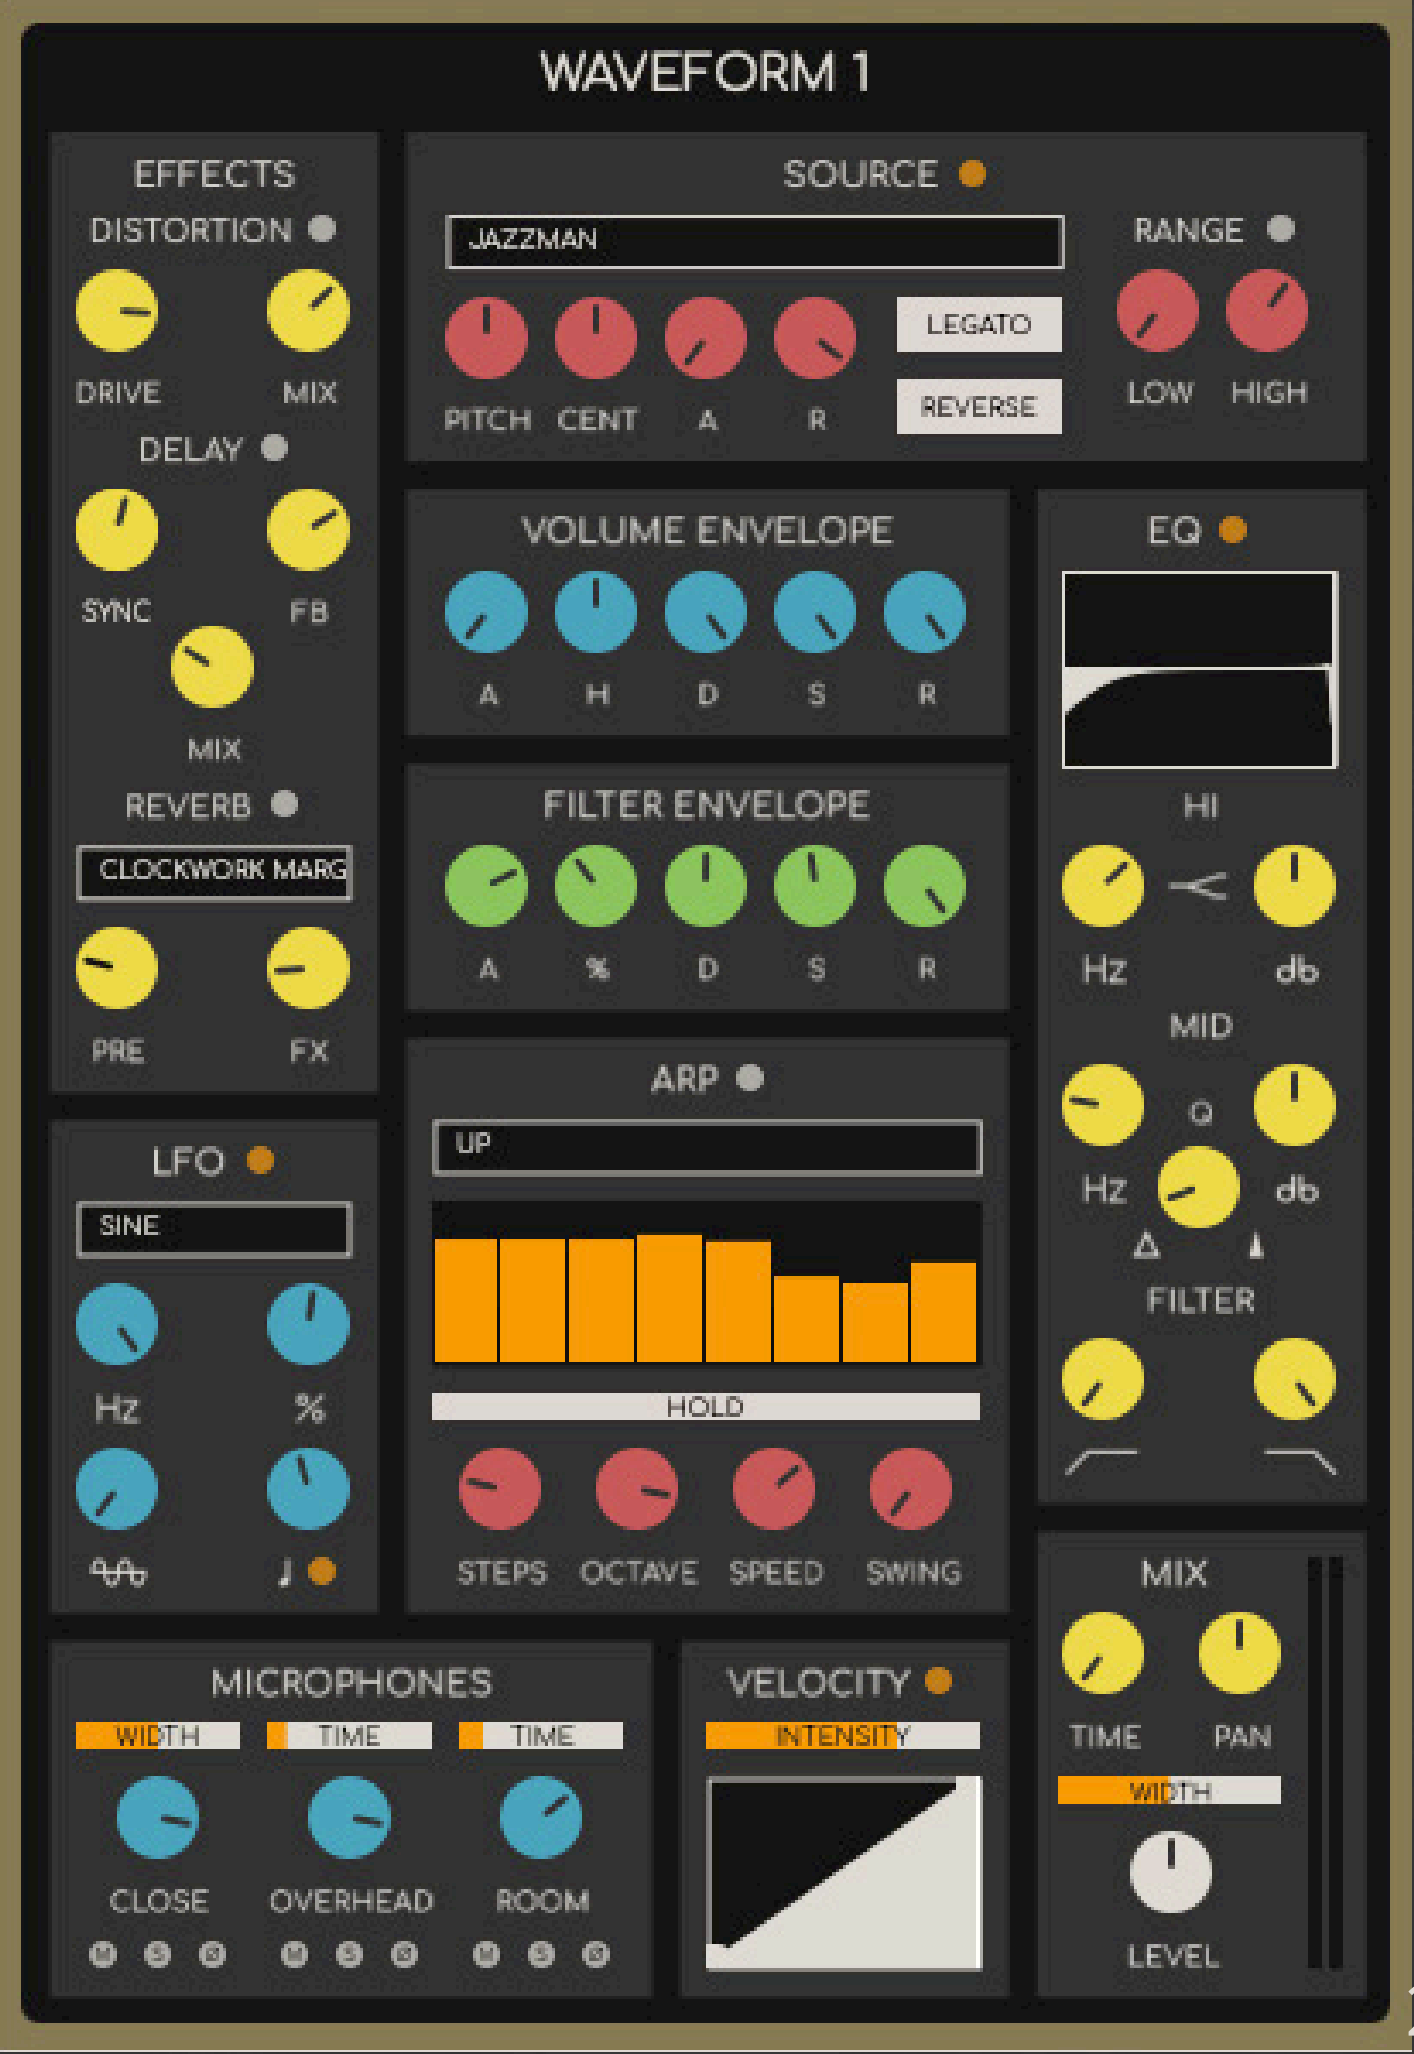 WAVEFORM 1
EFFECTS
DISTORTION
DRIVE MIX
DELAY
SYNC FB
MIX
REVERB
CLOCKWORK MARG
PRE FX
SOURCE
JAZZMAN
RANGE
LEGATO
REVERSE
PITCH CENT A R
LOW HIGH
VOLUME ENVELOPE
A H D S R
FILTER ENVELOPE
A % D S R
EQ
HI
Hz db
MID
Q
Hz db
FILTER
LFO
SINE
Hz %
ARP
UP
HOLD
STEPS OCTAVE SPEED SWING
MICROPHONES
WIDTH TIME TIME
CLOSE OVERHEAD ROOM
M S Ø M S Ø M S Ø
VELOCITY
INTENSITY
MIX
TIME PAN
WIDTH
LEVEL